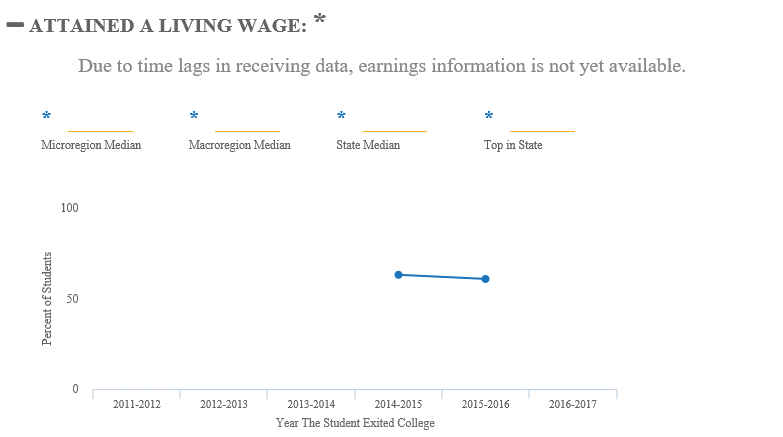 ATTAINED A LIVING WAGE: *
Due to time lags in receiving data, earnings information is not yet available.
* * * *
Microregion Median Macroregion Median State Median Top in State
100
50
0
Percent of Students
2011-2012 2012-2013 2013-2014 2014-2015 2015-2016 2016-2017
Year The Student Exited College